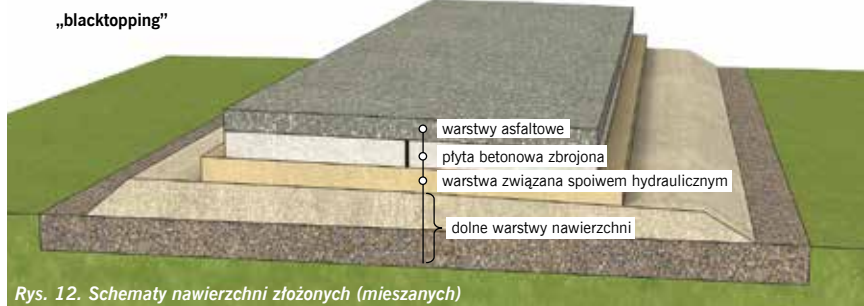 „blacktopping”
warstwy asfaltowe
płyta betonowa zbrojona
warstwa związana spoiwem hydraulicznym
dolne warstwy nawierzchni
Rys. 12. Schematy nawierzchni złożonych (mieszanych)